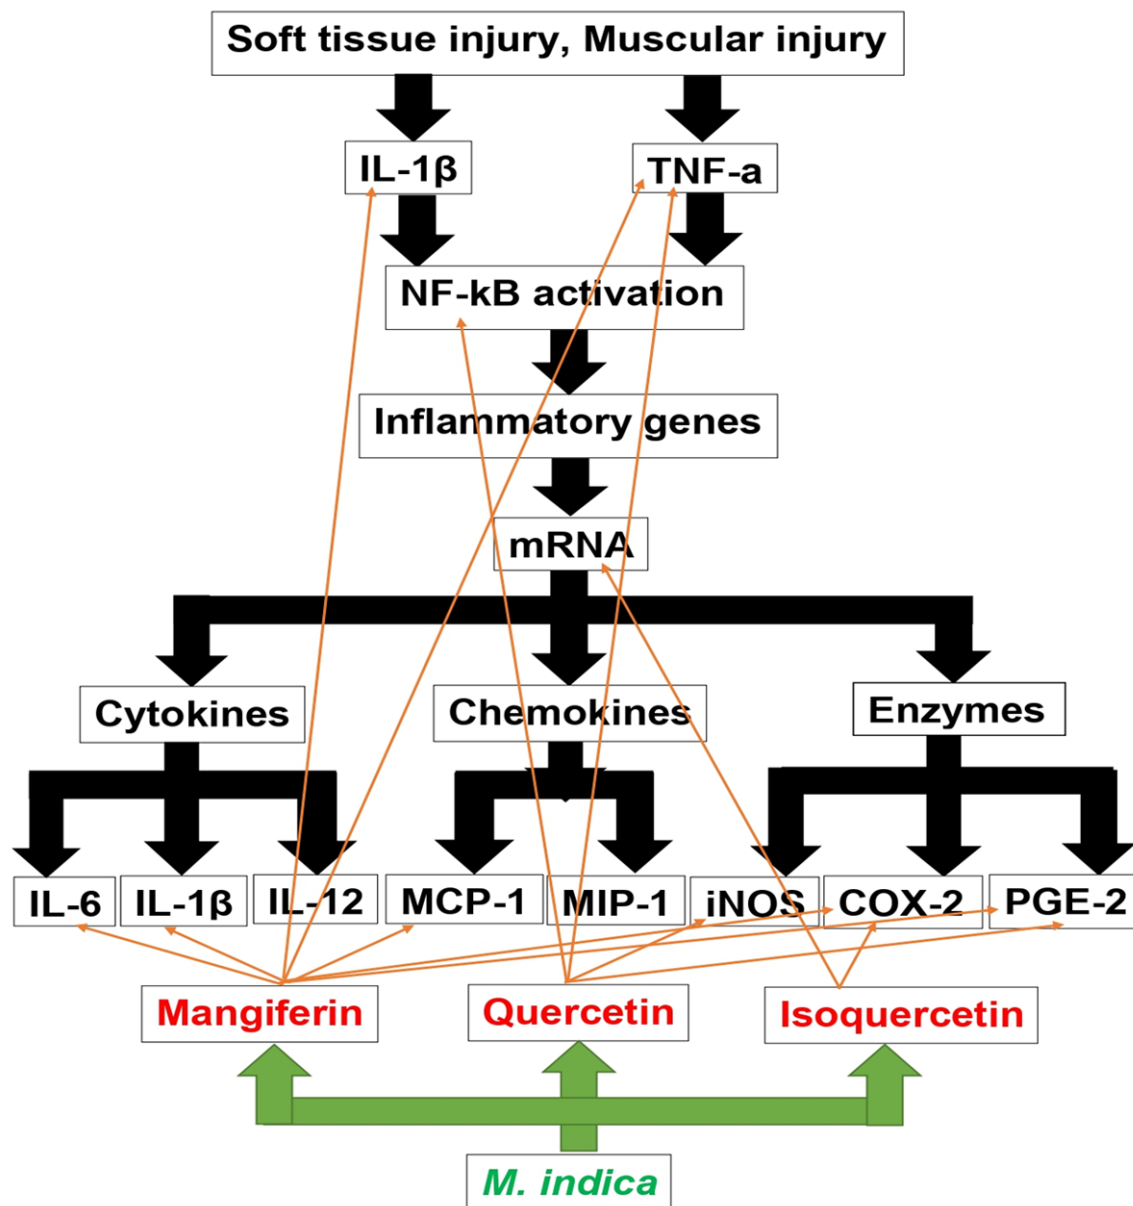 Soft tissue injury, Muscular injury
IL-1β
TNF-a
NF-kB activation
Inflammatory genes
mRNA
Cytokines
Chemokines
Enzymes
IL-6
IL-1β
IL-12
MCP-1
MIP-1
iNOS
COX-2
PGE-2
Mangiferin
Quercetin
Isoquercetin
M. indica